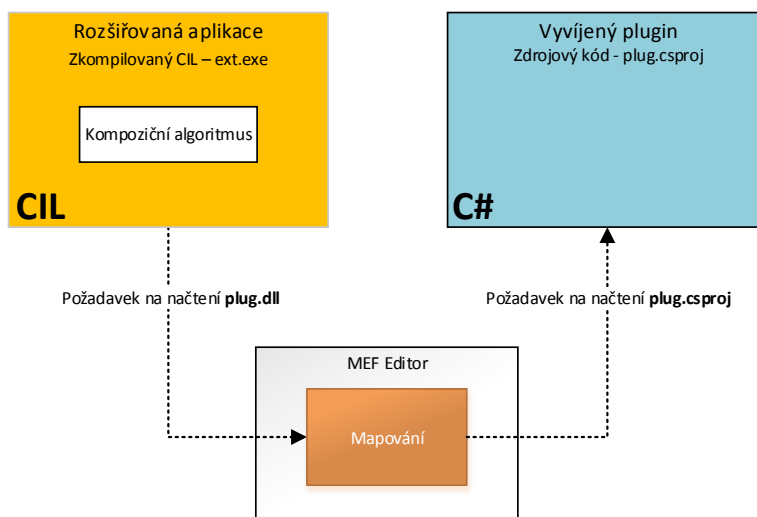 Rozšiřovaná aplikace
Zkompilovaný CIL – ext.exe
Kompoziční algoritmus
CIL
Vyvíjený plugin
Zdrojový kód - plug.csproj
C#
Požadavek na načtení plug.dll
Požadavek na načtení plug.csproj
MEF Editor
Mapování